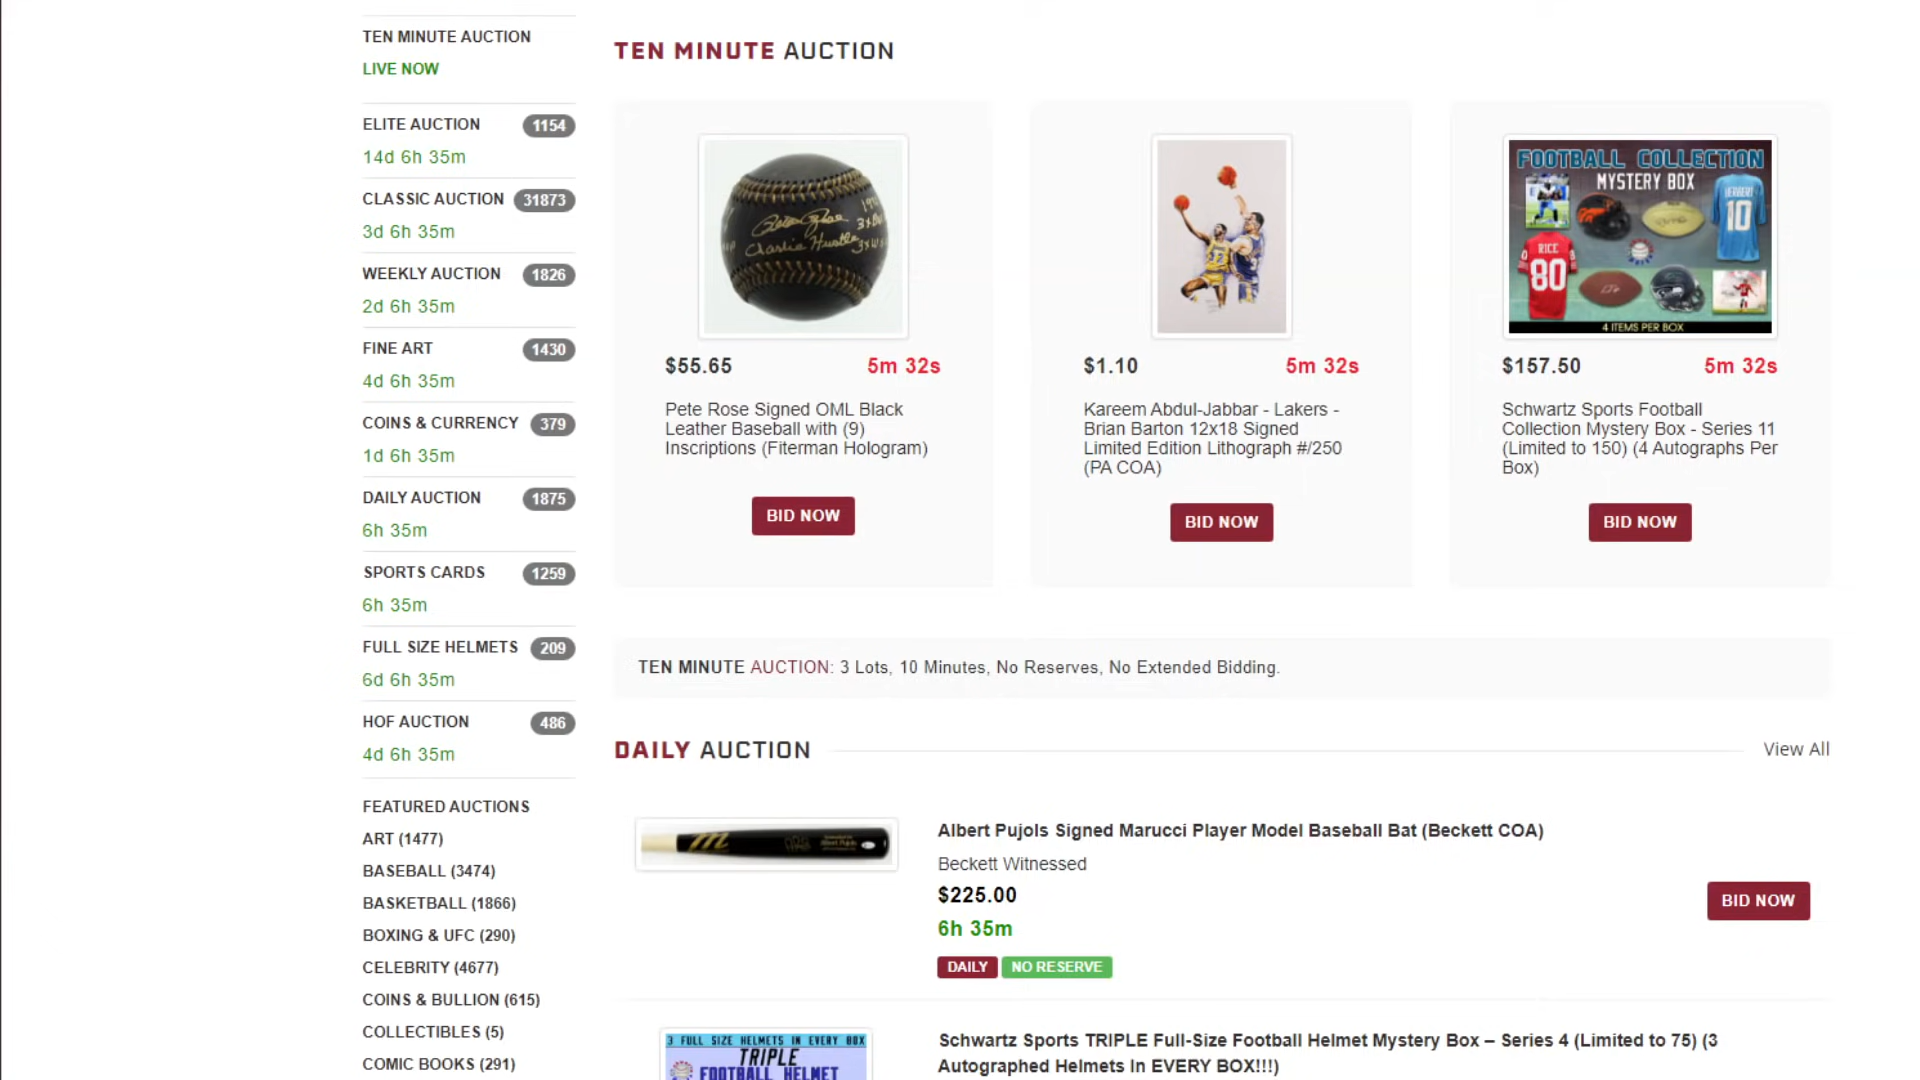 TEN MINUTE AUCTION
LIVE NOW
ELITE AUCTION 1154
14d 6h 35m
CLASSIC AUCTION 31873
3d 6h 35m
WEEKLY AUCTION 1826
2d 6h 35m
FINE ART 1430
4d 6h 35m
COINS & CURRENCY 379
1d 6h 35m
DAILY AUCTION 1875
6h 35m
SPORTS CARDS 1259
6h 35m
FULL SIZE HELMETS 209
6d 6h 35m
HOF AUCTION 486
4d 6h 35m
FEATURED AUCTIONS
ART (1477)
BASEBALL (3474)
BASKETBALL (1866)
BOXING & UFC (290)
CELEBRITY (4677)
COINS & BULLION (615)
COLLECTIBLES (5)
COMIC BOOKS (291)
TEN MINUTE AUCTION
Charlie Hustle
$55.65 5m 32s
Pete Rose Signed OML Black
Leather Baseball with (9)
Inscriptions (Fiterman Hologram)
BID NOW
$1.10 5m 32s
Kareem Abdul-Jabbar - Lakers -
Brian Barton 12x18 Signed
Limited Edition Lithograph #/250
(PA COA)
BID NOW
FOOTBALL COLLECTION
MYSTERY BOX
HERBERT
10
RICE
80
4 ITEMS PER BOX
$157.50 5m 32s
Schwartz Sports Football
Collection Mystery Box - Series 11
(Limited to 150) (4 Autographs Per
Box)
BID NOW
TEN MINUTE AUCTION: 3 Lots, 10 Minutes, No Reserves, No Extended Bidding.
DAILY AUCTION View All
Albert Pujols Signed Marucci Player Model Baseball Bat (Beckett COA)
Beckett Witnessed
$225.00
6h 35m
BID NOW
DAILY NO RESERVE
3 FULL SIZE HELMETS IN EVERY BOX
TRIPLE
FOOTBALL HELMET
Schwartz Sports TRIPLE Full-Size Football Helmet Mystery Box – Series 4 (Limited to 75) (3
Autographed Helmets In EVERY BOX!!!)